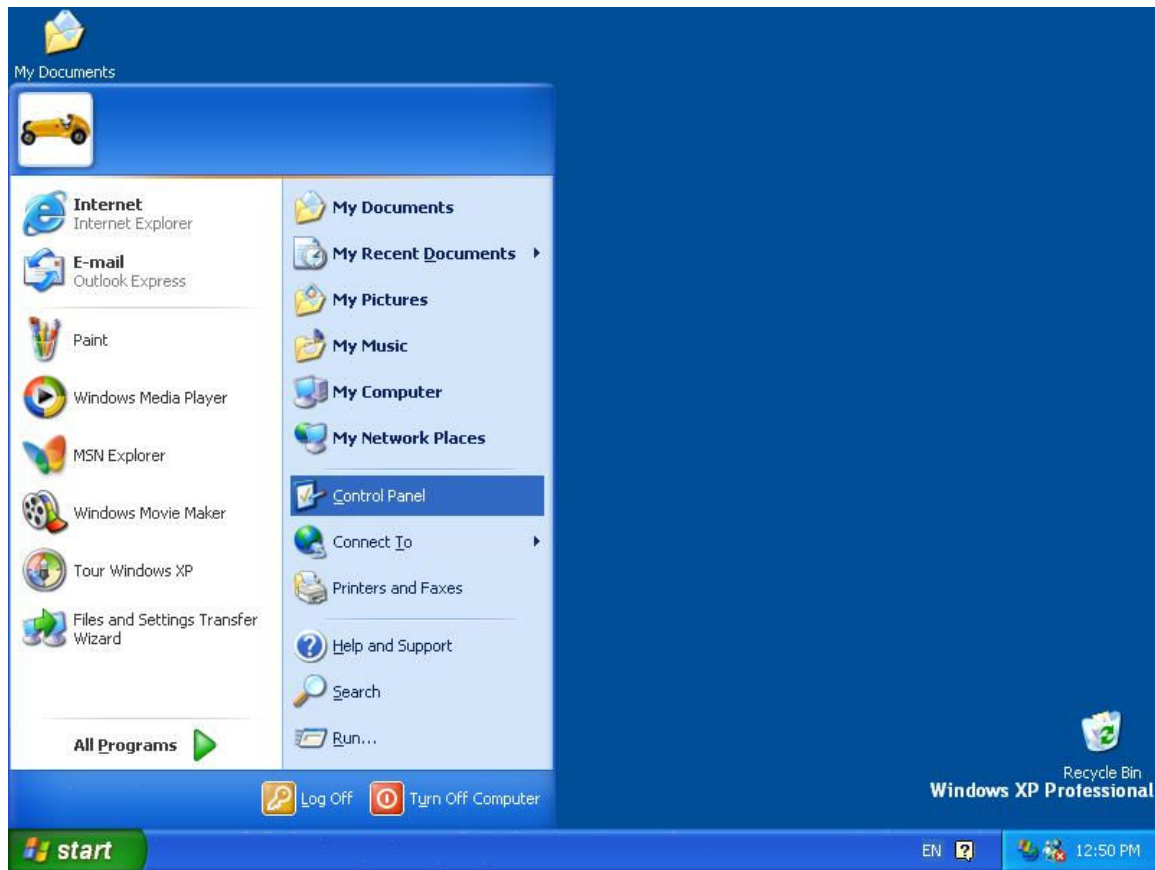 My Documents
Internet
Internet Explorer
E-mail
Outlook Express
Paint
Windows Media Player
MSN Explorer
Windows Movie Maker
Tour Windows XP
Files and Settings Transfer
Wizard
All Programs
My Documents
My Recent Documents
My Pictures
My Music
My Computer
My Network Places
Control Panel
Connect To
Printers and Faxes
Help and Support
Search
Run...
Log Off
Turn Off Computer
Recycle Bin
Windows XP Professional
start
EN
12:50 PM